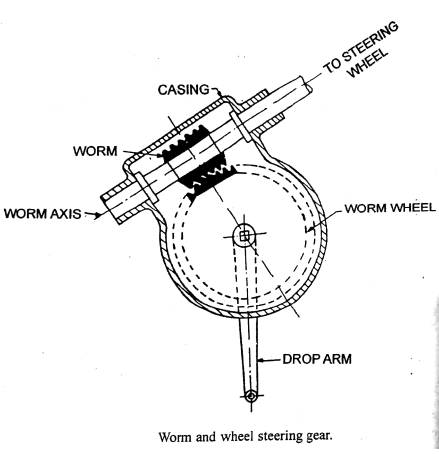 TO STEERING
WHEEL
CASING
WORM
WORM AXIS
WORM WHEEL
DROP ARM
Worm and wheel steering gear.